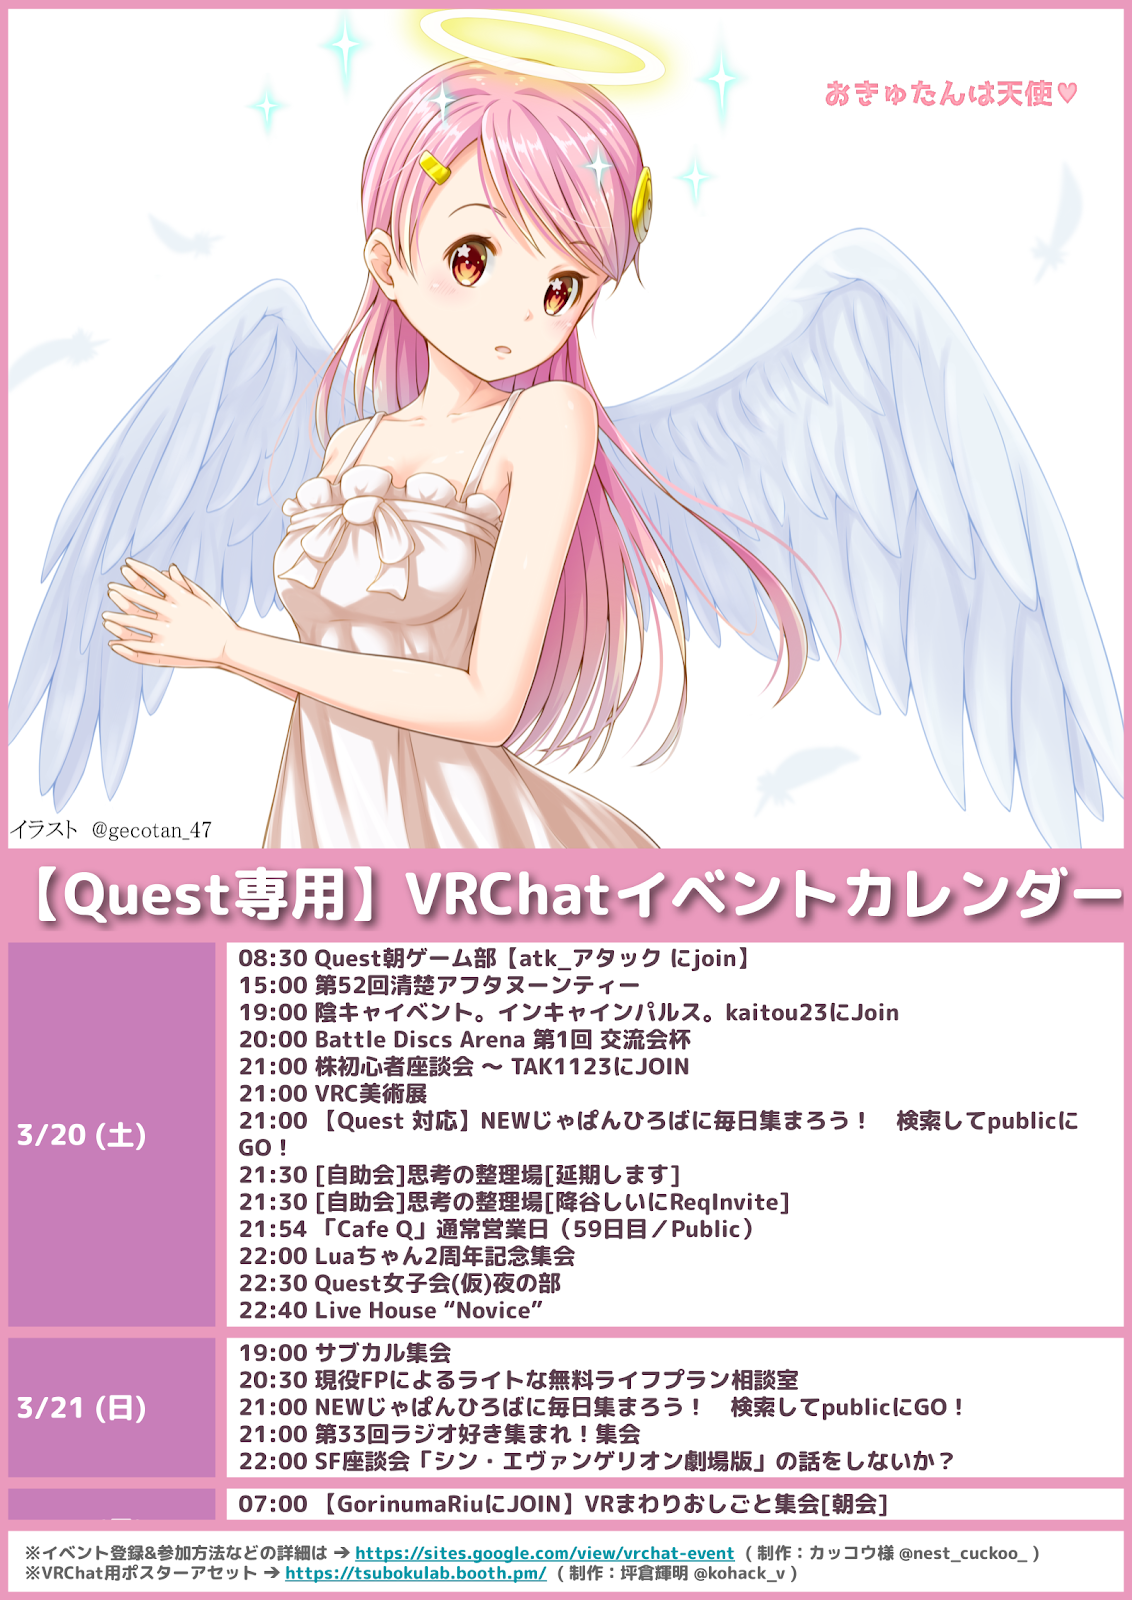 おきゅたんは天使♥
イラスト @gecotan_47
【Quest専用】VRChatイベントカレンダー
3/20 (土)
08:30 Quest朝ゲーム部【atk_アタック にjoin】
15:00 第52回清楚アフタヌーンティー
19:00 陰キャイベント。インキャインパルス。kaitou23にJoin
20:00 Battle Discs Arena 第1回 交流会杯
21:00 株初心者座談会 〜 TAK1123にJOIN
21:00 VRC美術展
21:00 【Quest 対応】NEWじゃぱんひろばに毎日集まろう！　検索してpublicに
GO！
21:30 [自助会]思考の整理場[延期します]
21:30 [自助会]思考の整理場[降谷しいにReqInvite]
21:54 「Cafe Q」通常営業日（59日目／Public）
22:00 Luaちゃん2周年記念集会
22:30 Quest女子会(仮)夜の部
22:40 Live House “Novice”
3/21 (日)
19:00 サブカル集会
20:30 現役FPによるライトな無料ライフプラン相談室
21:00 NEWじゃぱんひろばに毎日集まろう！　検索してpublicにGO！
21:00 第33回ラジオ好き集まれ！集会
22:00 SF座談会「シン・エヴァンゲリオン劇場版」の話をしないか？
07:00 【GorinumaRiuにJOIN】VRまわりおしごと集会[朝会]
※イベント登録&参加方法などの詳細は → https://sites.google.com/view/vrchat-event ( 制作：カッコウ様 @nest_cuckoo_ )
※VRChat用ポスターアセット → https://tsubokulab.booth.pm/ ( 制作：坪倉輝明 @kohack_v )